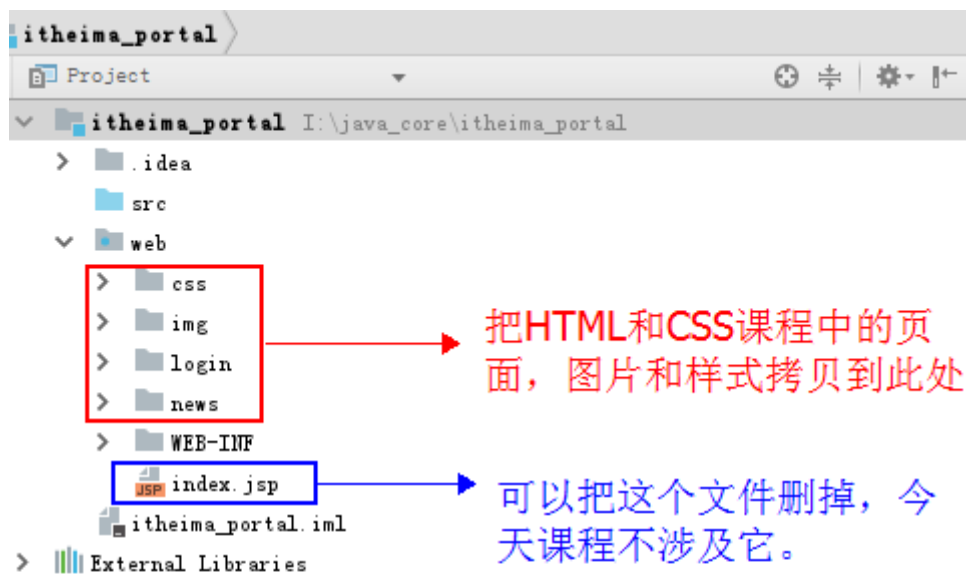 itheima_portal
Project
itheima_portal I:\java_core\itheima_portal
.idea
src
web
css
img
login
news
WEB-INF
JSP index.jsp
itheima_portal.iml
External Libraries
把HTML和CSS课程中的页
面，图片和样式拷贝到此处
可以把这个文件删掉，今
天课程不涉及它。